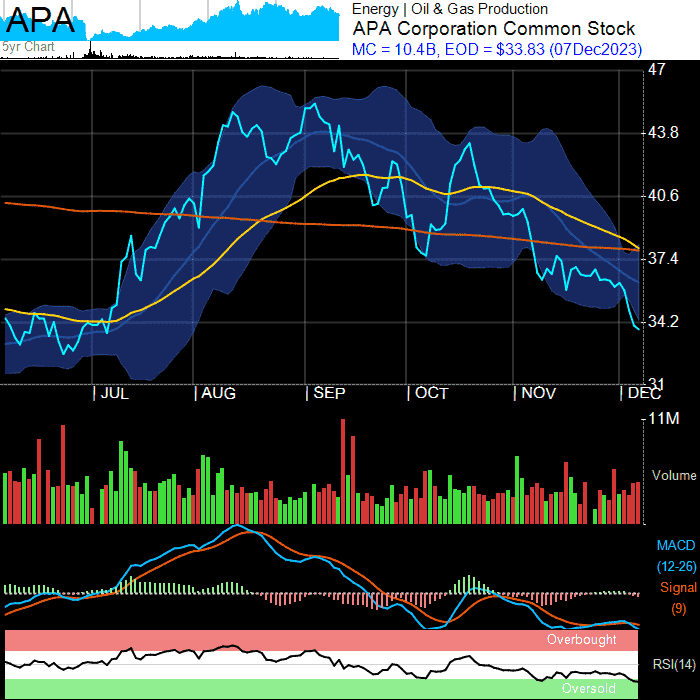 APA
5yr Chart
Energy | Oil & Gas Production
APA Corporation Common Stock
MC = 10.4B, EOD = $33.83 (07Dec2023)
47
43.8
40.6
37.4
34.2
31
| JUL | AUG | SEP | OCT | NOV | DEC
11M
Volume
MACD
(12-26)
Signal
(9)
Overbought
RSI(14)
Oversold